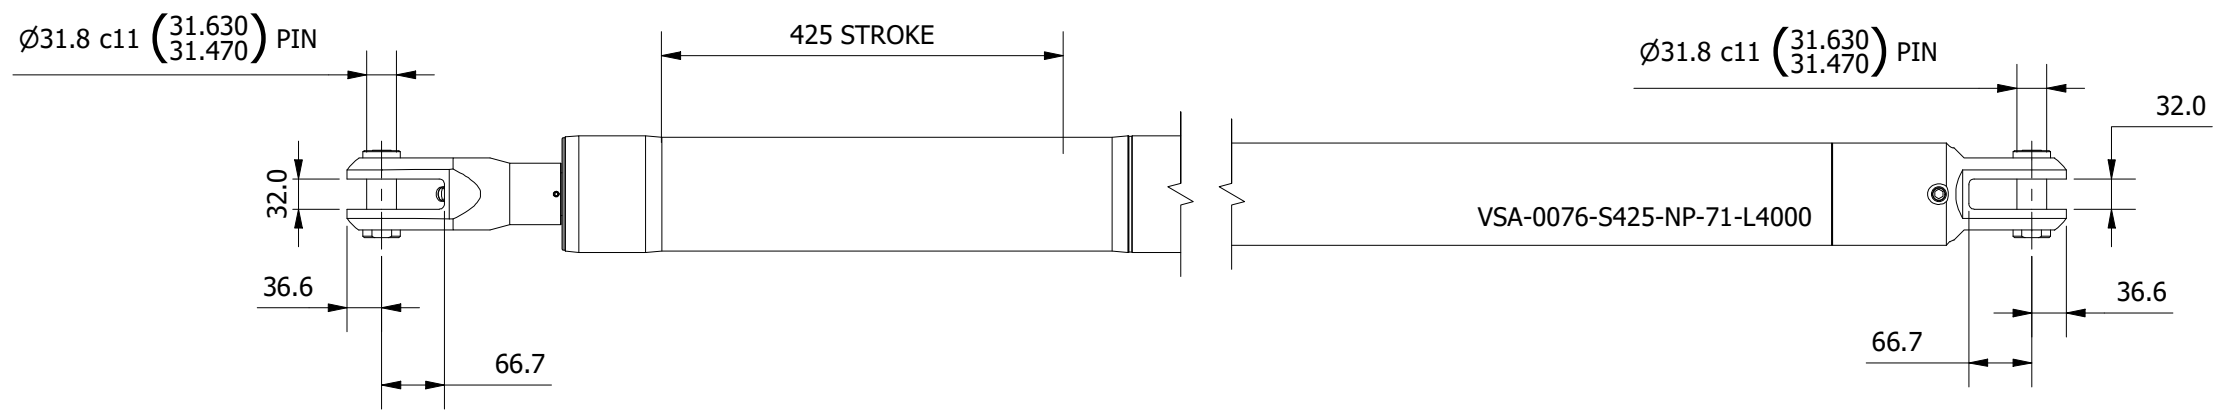 Ø31.8 c11 (31.630
31.470) PIN
425 STROKE
Ø31.8 c11 (31.630
31.470) PIN
32.0
32.0
VSA-0076-S425-NP-71-L4000
36.6
36.6
66.7
66.7